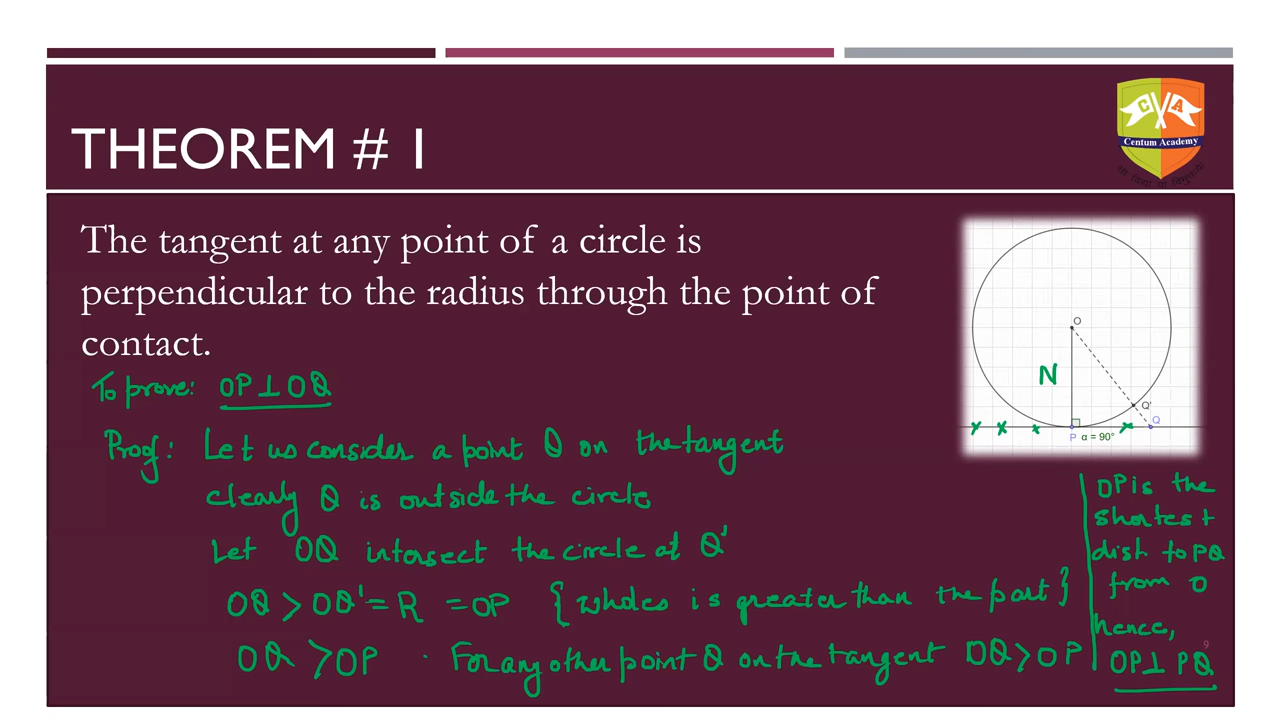 THEOREM # 1
C A
Centum Academy
The tangent at any point of a circle is
perpendicular to the radius through the point of
contact.
O
N
Q'
Q
P α = 90°
To prove: OP⊥OQ
Proof: Let us consider a point Q on the tangent
clearly Q is outside the circle
Let OQ intersect the circle at Q'
OQ > OQ' = R = OP {wholes is greater than the part}
OQ > OP . For any other point Q on the tangent OQ > OP
OP is the
shortest
dist to PQ
from O
hence,
OP⊥PQ
9